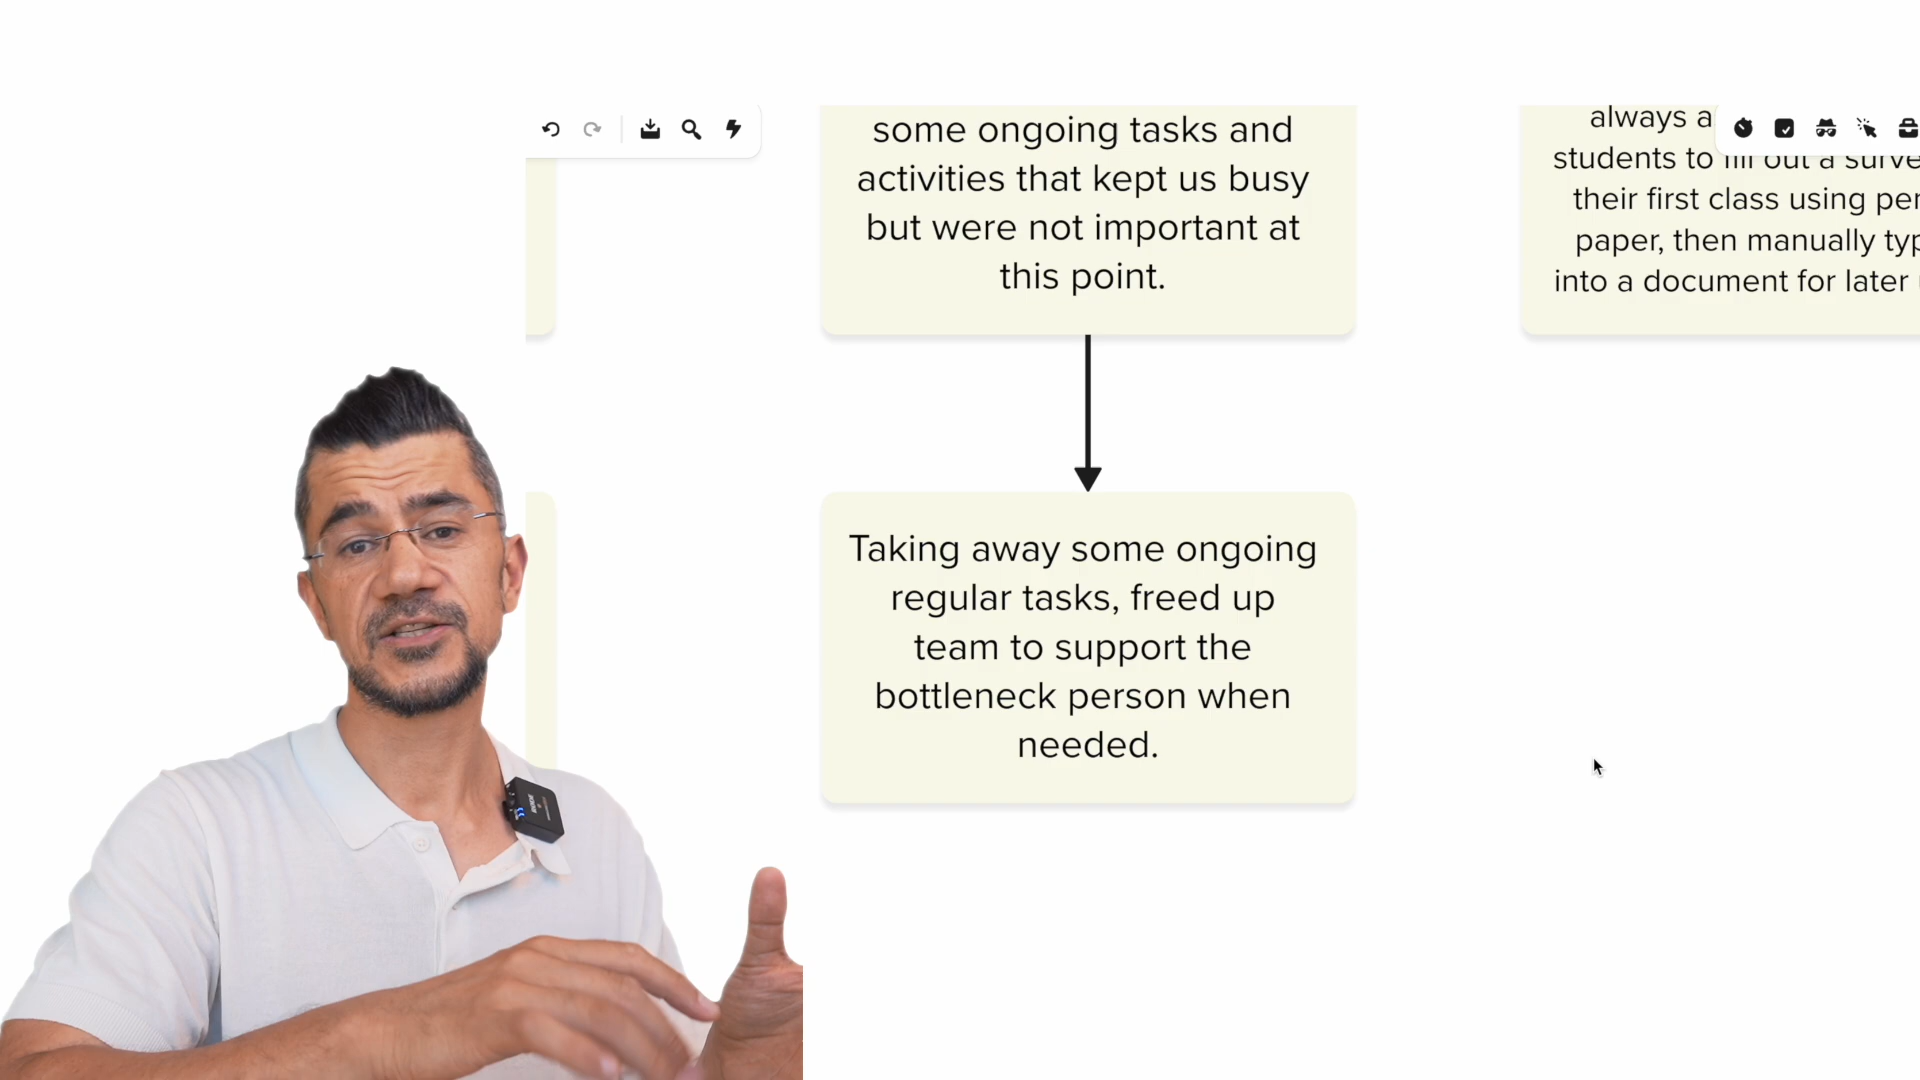 some ongoing tasks and
activities that kept us busy
but were not important at
this point.
Taking away some ongoing
regular tasks, freed up
team to support the
bottleneck person when
needed.
always
students to fill out a
their first class using
paper, then manually
into a document for later